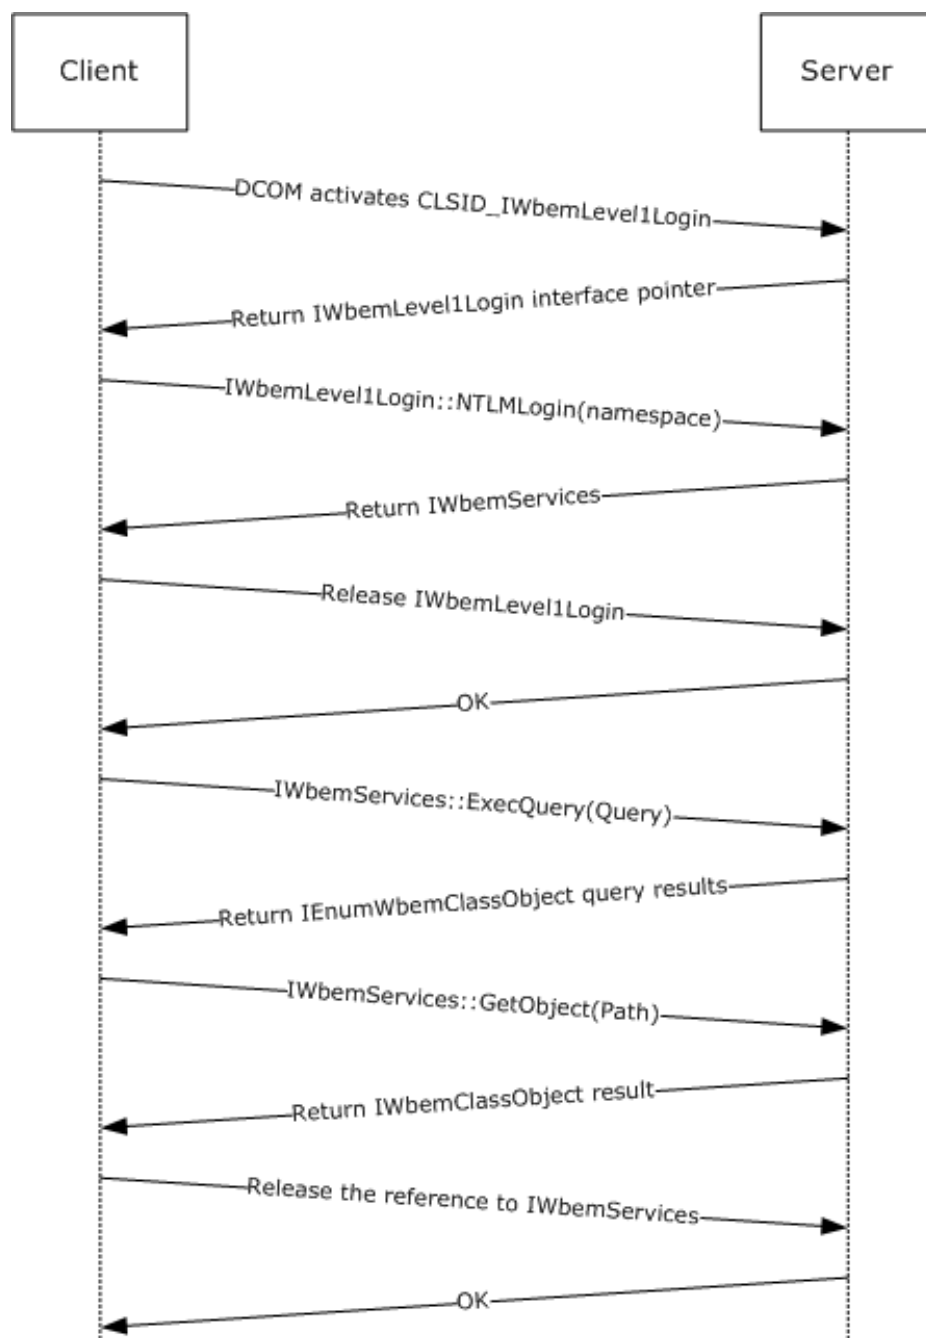 Client
Server
DCOM activates CLSID_IWbemLevel1Login
Return IWbemLevel1Login interface pointer
IWbemLevel1Login::NTLMLogin(namespace)
Return IWbemServices
Release IWbemLevel1Login
OK
IWbemServices::ExecQuery(Query)
Return IEnumWbemClassObject query results
IWbemServices::GetObject(Path)
Return IWbemClassObject result
Release the reference to IWbemServices
OK